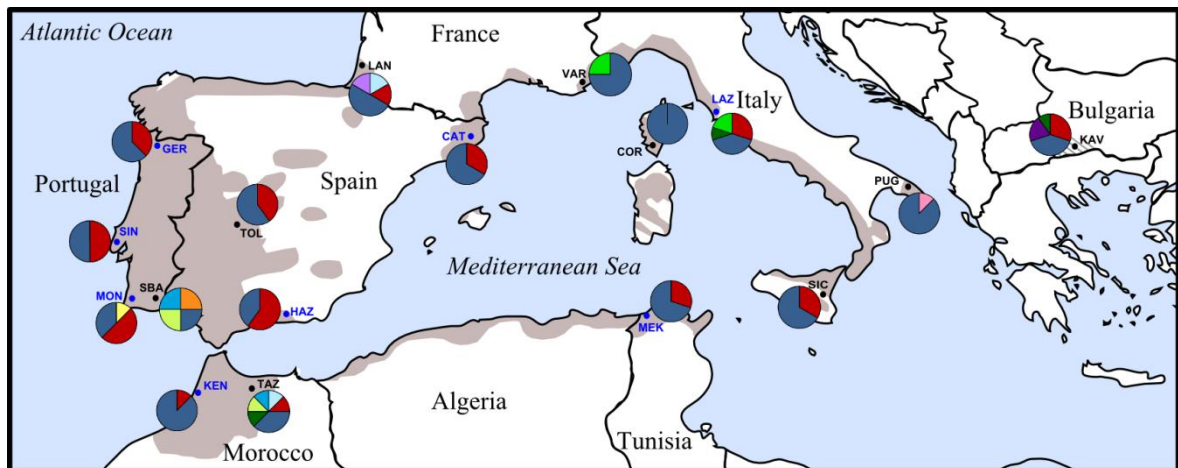 Atlantic Ocean
France
LAN
VAR
LAZ
Italy
Bulgaria
CAT
KAV
GER
COR
Portugal
Spain
PUG
SIN
TOL
Mediterranean Sea
SBA
MON
SIC
HAZ
MEK
KEN
TAZ
Algeria
Tunisia
Morocco